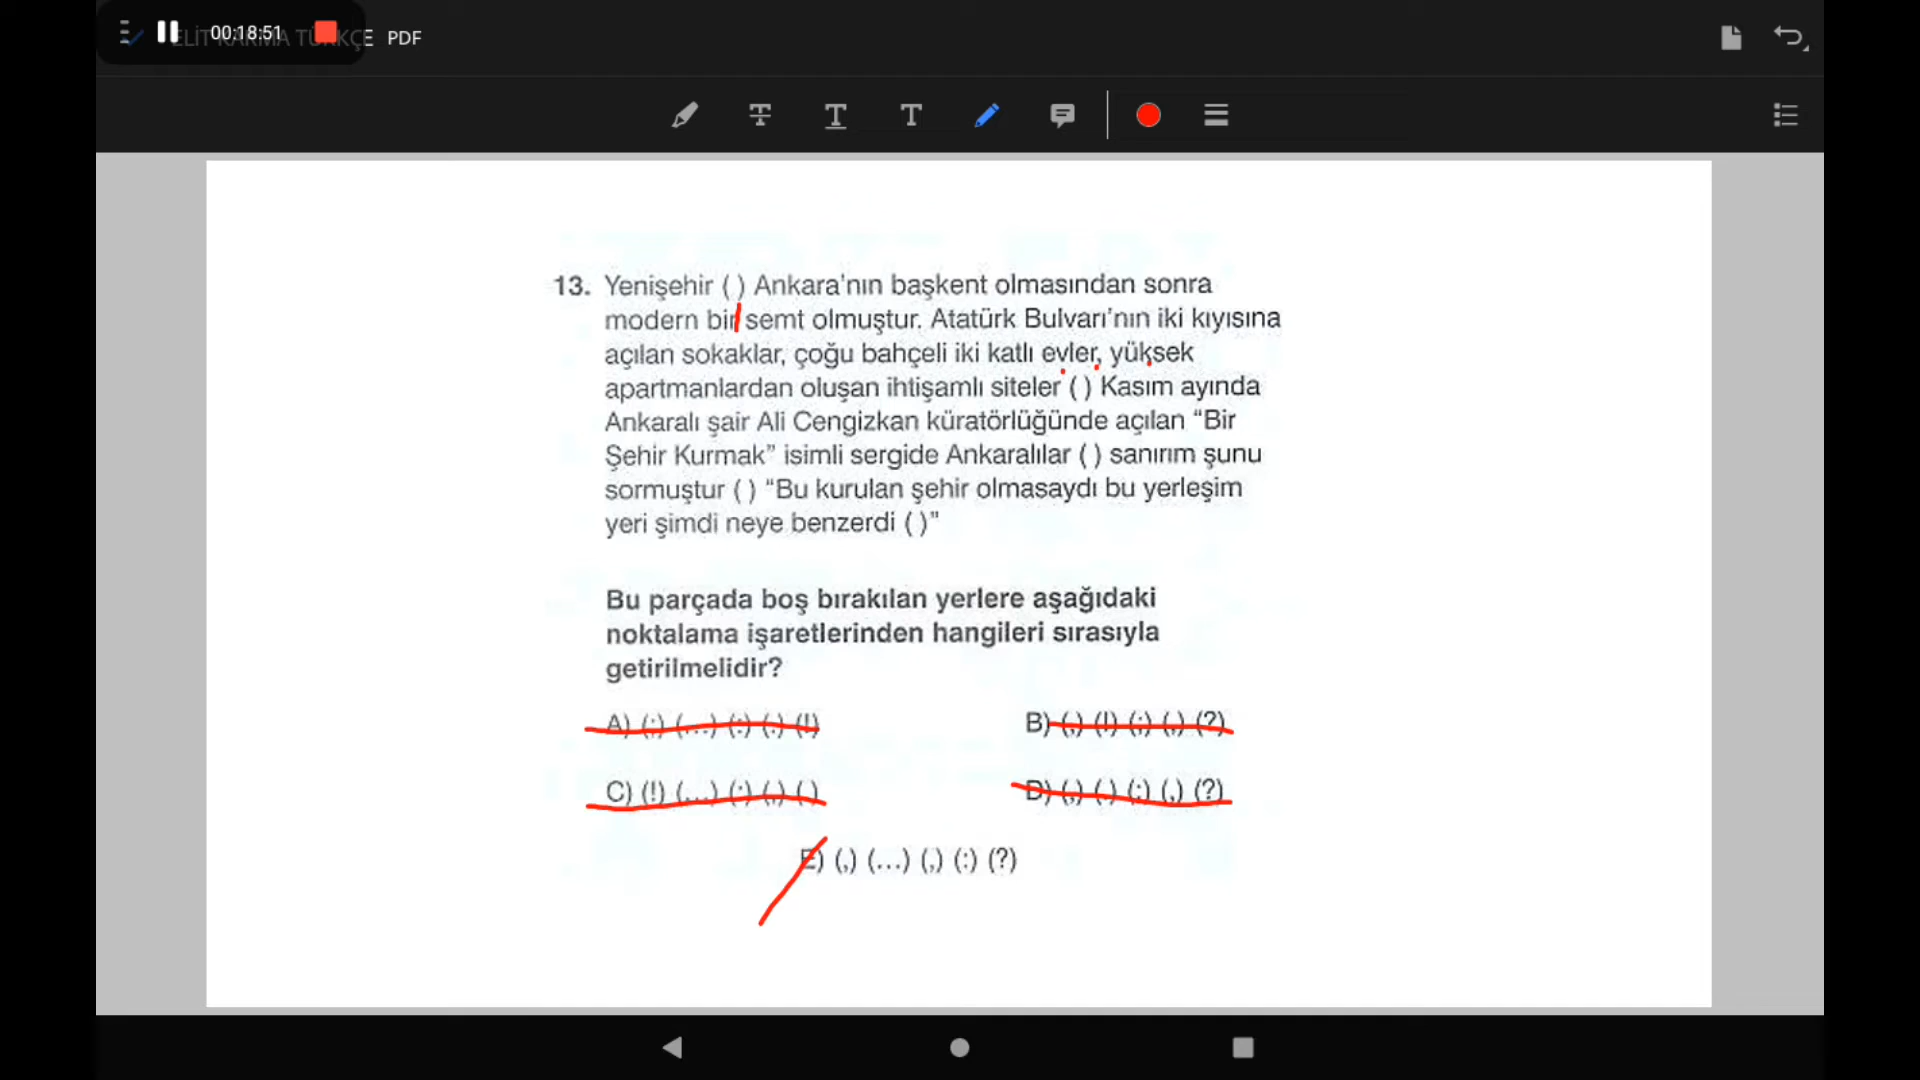 00:18:51
ELİT KARMA TÜRKÇE PDF
13. Yenişehir ( ) Ankara'nın başkent olmasından sonra
modern bir semt olmuştur. Atatürk Bulvarı'nın iki kıyısına
açılan sokaklar, çoğu bahçeli iki katlı evler, yüksek
apartmanlardan oluşan ihtişamlı siteler ( ) Kasım ayında
Ankaralı şair Ali Cengizkan küratörlüğünde açılan “Bir
Şehir Kurmak” isimli sergide Ankaralılar ( ) sanırım şunu
sormuştur ( ) “Bu kurulan şehir olmasaydı bu yerleşim
yeri şimdi neye benzerdi ( )”
Bu parçada boş bırakılan yerlere aşağıdaki
noktalama işaretlerinden hangileri sırasıyla
getirilmelidir?
A) (;) (...) (:) (.) (!)
B) (,) (!) (;) (,) (?)
C) (!) (...) (:) (,) ( )
D) (,) (.) (:) (,) (?)
E) (,) (...) (,) (:) (?)